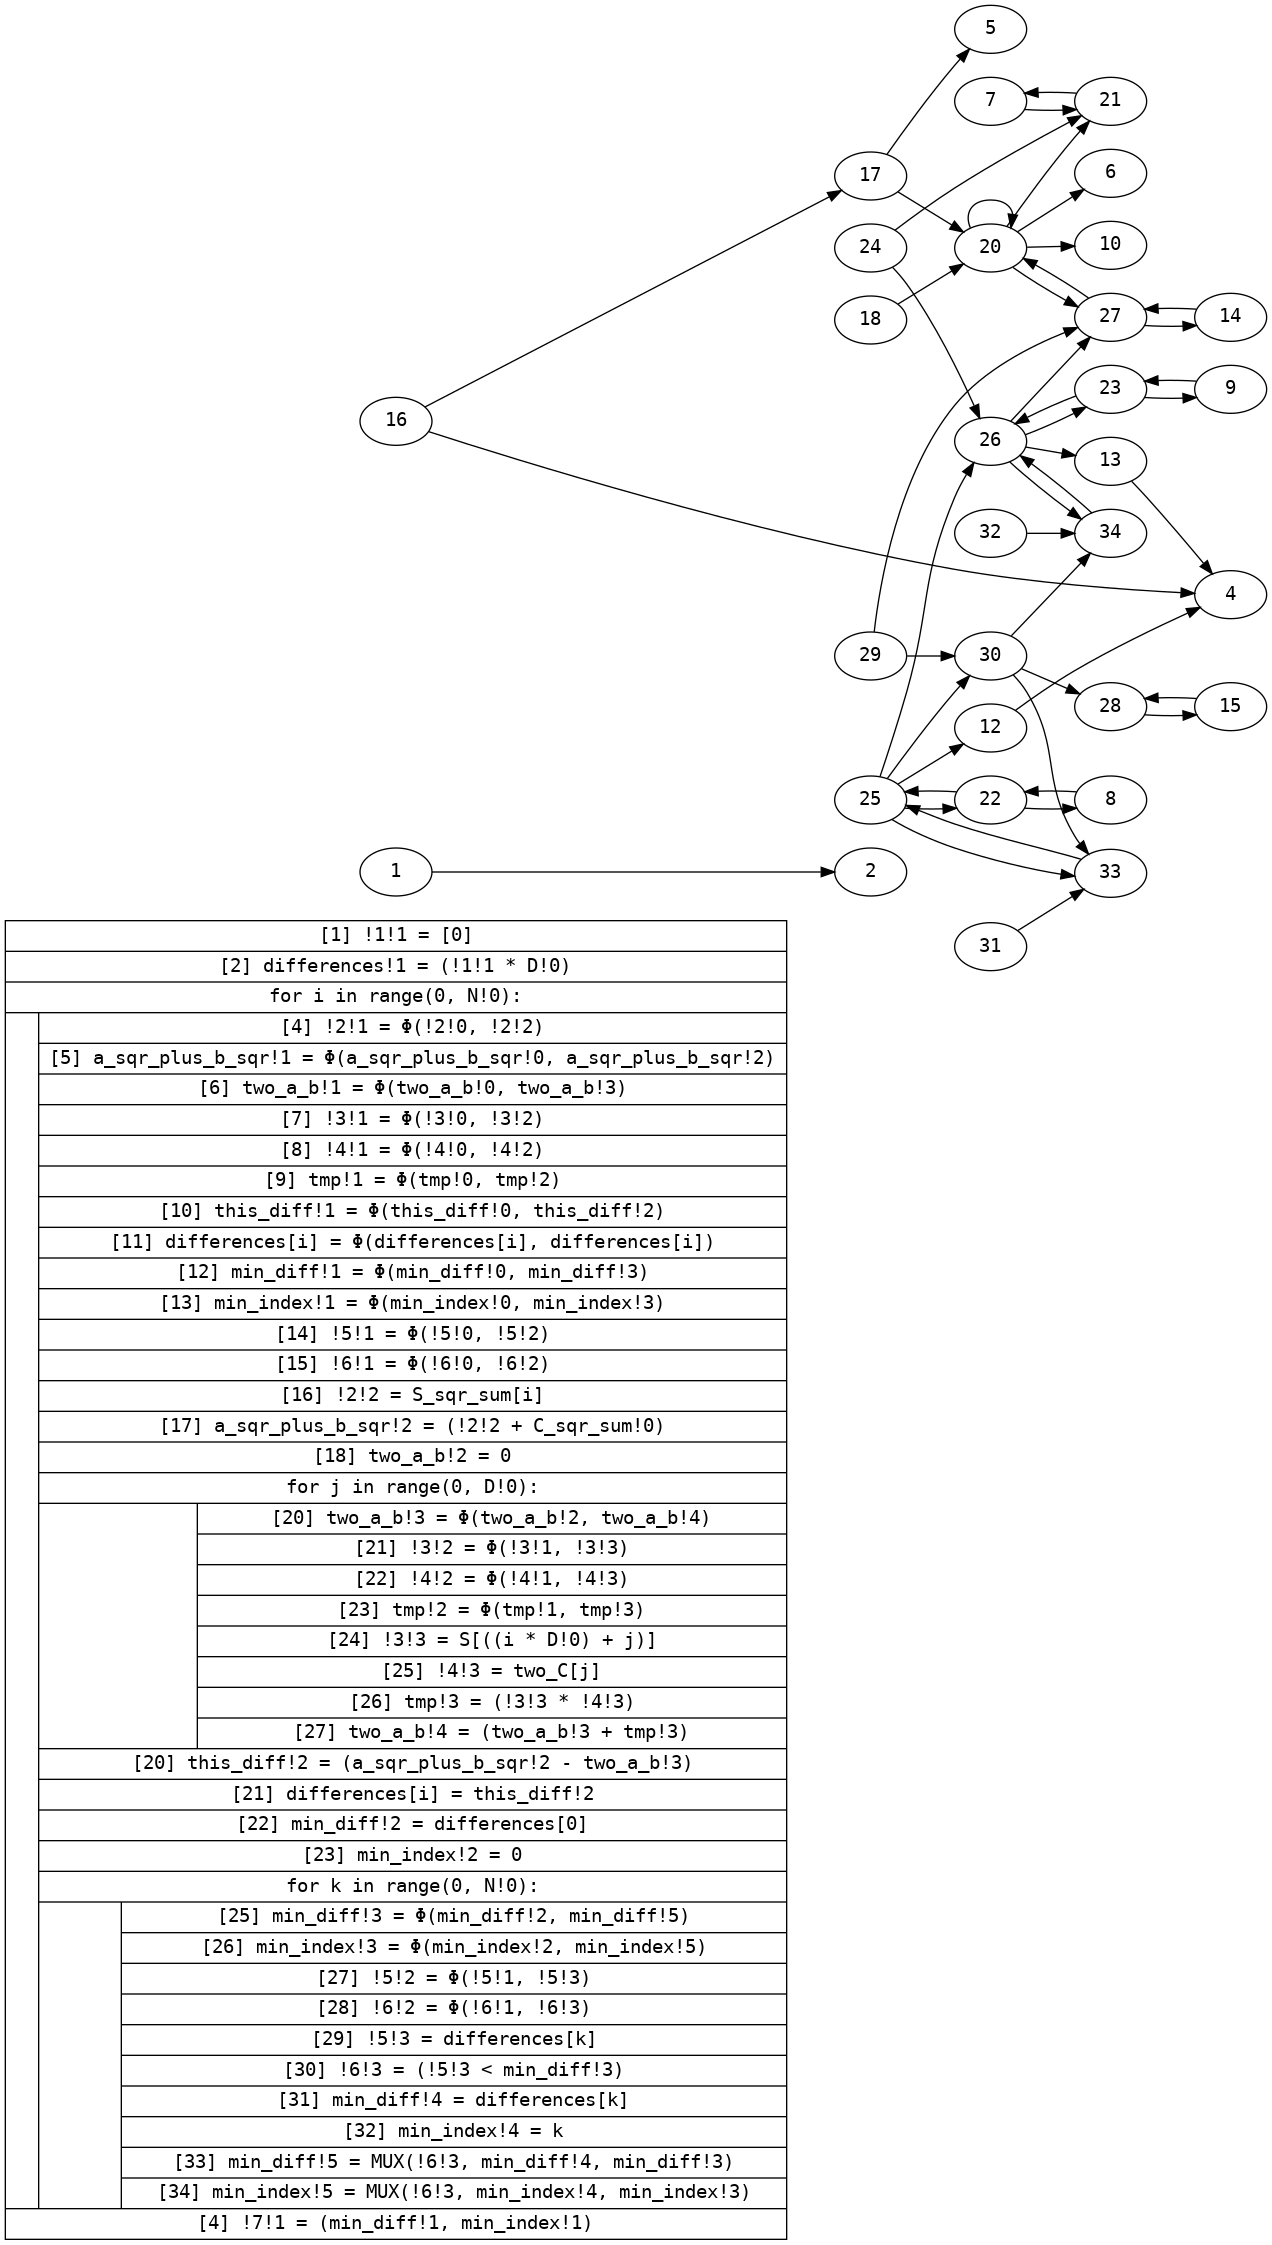 5
7
21
17
6
24
20
10
18
27
14
23
9
16
26
13
32
34
4
29
30
28
15
12
25
22
8
1
2
33
31
[1] !1!1 = [0]
[2] differences!1 = (!1!1 * D!0)
for i in range(0, N!0):
[4] !2!1 = Φ(!2!0, !2!2)
[5] a_sqr_plus_b_sqr!1 = Φ(a_sqr_plus_b_sqr!0, a_sqr_plus_b_sqr!2)
[6] two_a_b!1 = Φ(two_a_b!0, two_a_b!3)
[7] !3!1 = Φ(!3!0, !3!2)
[8] !4!1 = Φ(!4!0, !4!2)
[9] tmp!1 = Φ(tmp!0, tmp!2)
[10] this_diff!1 = Φ(this_diff!0, this_diff!2)
[11] differences[i] = Φ(differences[i], differences[i])
[12] min_diff!1 = Φ(min_diff!0, min_diff!3)
[13] min_index!1 = Φ(min_index!0, min_index!3)
[14] !5!1 = Φ(!5!0, !5!2)
[15] !6!1 = Φ(!6!0, !6!2)
[16] !2!2 = S_sqr_sum[i]
[17] a_sqr_plus_b_sqr!2 = (!2!2 + C_sqr_sum!0)
[18] two_a_b!2 = 0
for j in range(0, D!0):
[20] two_a_b!3 = Φ(two_a_b!2, two_a_b!4)
[21] !3!2 = Φ(!3!1, !3!3)
[22] !4!2 = Φ(!4!1, !4!3)
[23] tmp!2 = Φ(tmp!1, tmp!3)
[24] !3!3 = S[((i * D!0) + j)]
[25] !4!3 = two_C[j]
[26] tmp!3 = (!3!3 * !4!3)
[27] two_a_b!4 = (two_a_b!3 + tmp!3)
[20] this_diff!2 = (a_sqr_plus_b_sqr!2 - two_a_b!3)
[21] differences[i] = this_diff!2
[22] min_diff!2 = differences[0]
[23] min_index!2 = 0
for k in range(0, N!0):
[25] min_diff!3 = Φ(min_diff!2, min_diff!5)
[26] min_index!3 = Φ(min_index!2, min_index!5)
[27] !5!2 = Φ(!5!1, !5!3)
[28] !6!2 = Φ(!6!1, !6!3)
[29] !5!3 = differences[k]
[30] !6!3 = (!5!3 < min_diff!3)
[31] min_diff!4 = differences[k]
[32] min_index!4 = k
[33] min_diff!5 = MUX(!6!3, min_diff!4, min_diff!3)
[34] min_index!5 = MUX(!6!3, min_index!4, min_index!3)
[4] !7!1 = (min_diff!1, min_index!1)